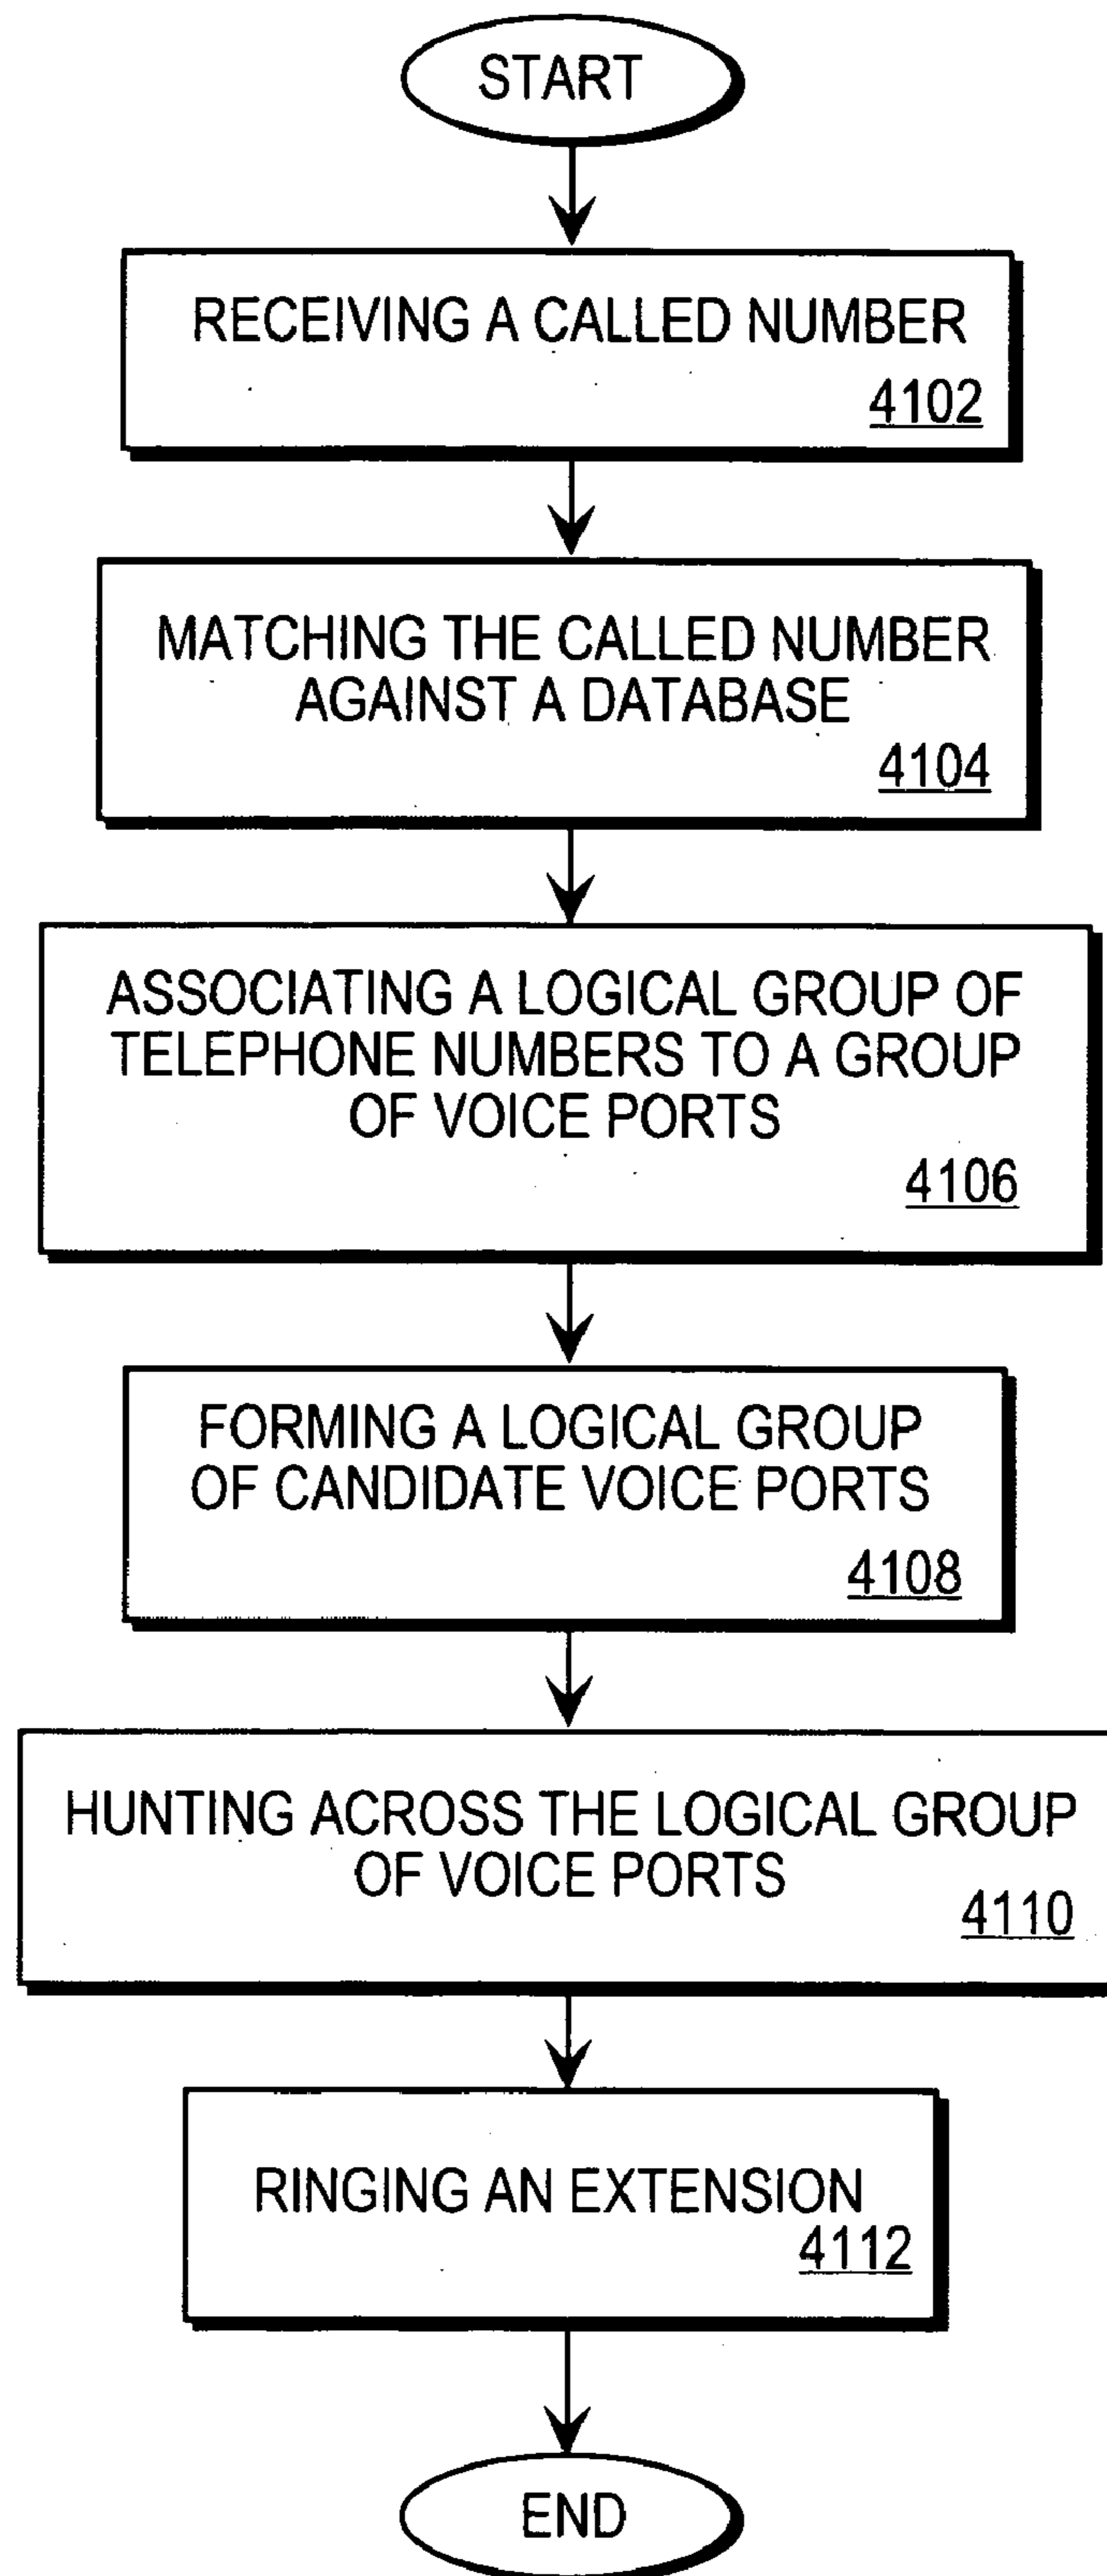 START
RECEIVING A CALLED NUMBER
4102
MATCHING THE CALLED NUMBER
AGAINST A DATABASE
4104
ASSOCIATING A LOGICAL GROUP OF
TELEPHONE NUMBERS TO A GROUP
OF VOICE PORTS
4106
FORMING A LOGICAL GROUP
OF CANDIDATE VOICE PORTS
4108
HUNTING ACROSS THE LOGICAL GROUP
OF VOICE PORTS
4110
RINGING AN EXTENSION
4112
END